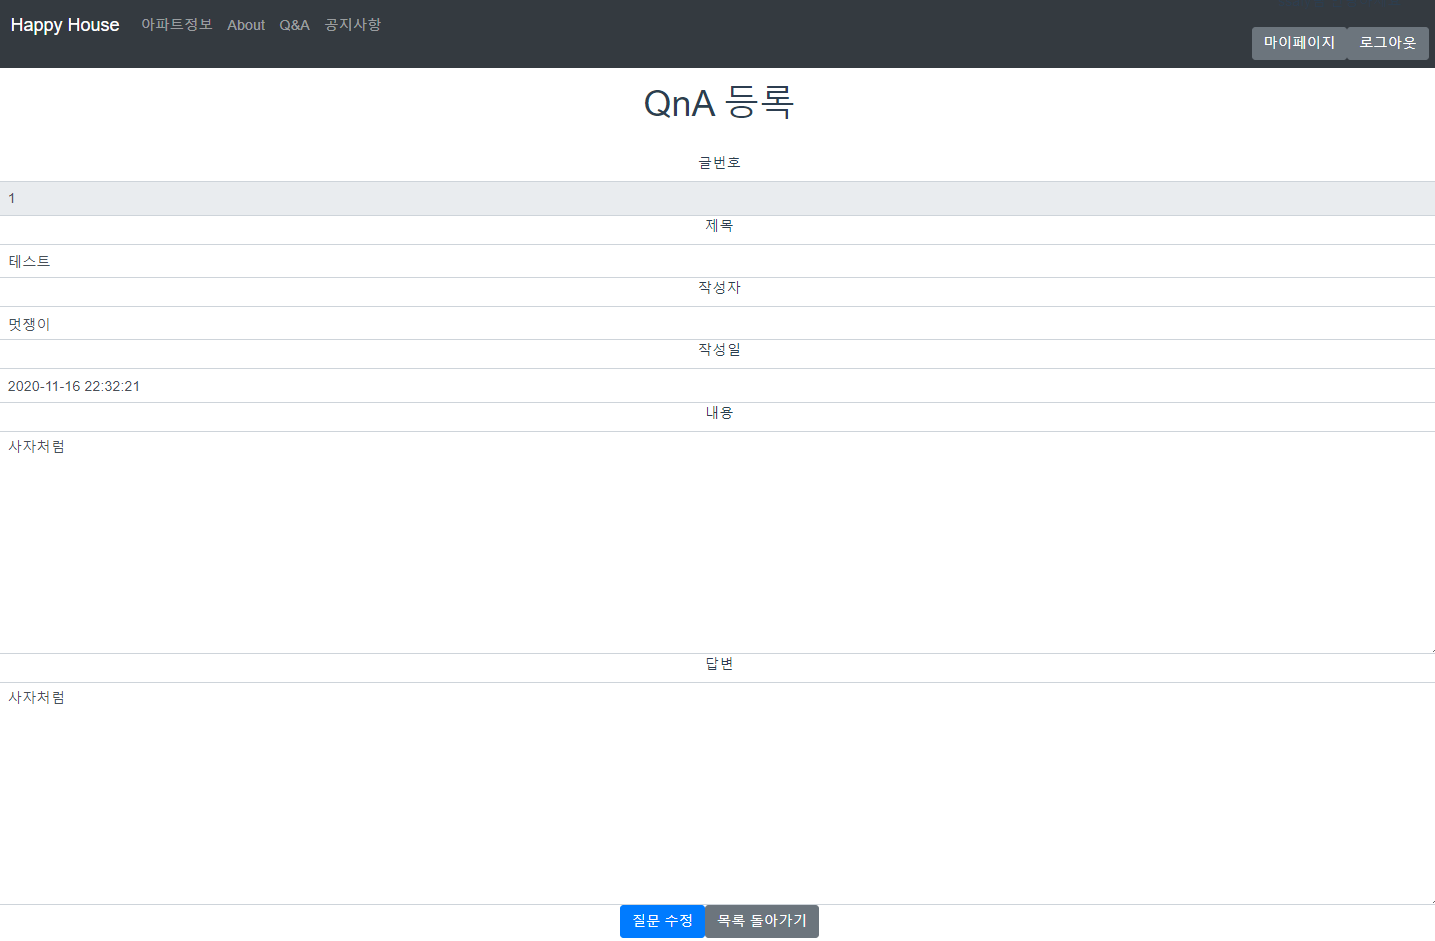 Happy House 아파트정보 About Q&A 공지사항
마이페이지 로그아웃
QnA 등록
글번호
1
제목
테스트
작성자
멋쟁이
작성일
2020-11-16 22:32:21
내용
사자처럼
답변
사자처럼
질문 수정 목록 돌아가기